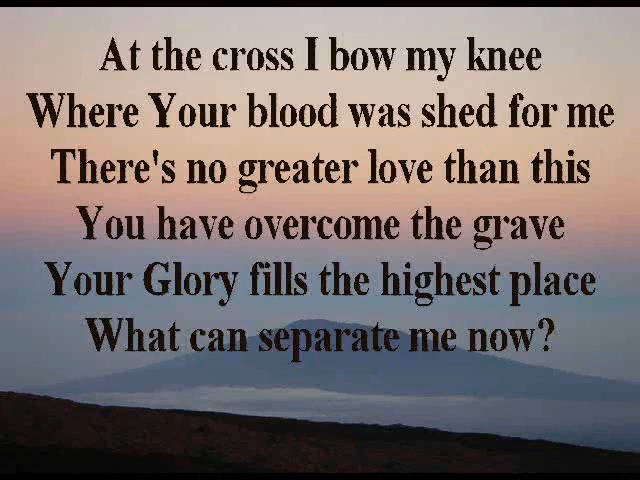 At the cross I bow my knee
Where Your blood was shed for me
There's no greater love than this
You have overcome the grave
Your Glory fills the highest place
What can separate me now?